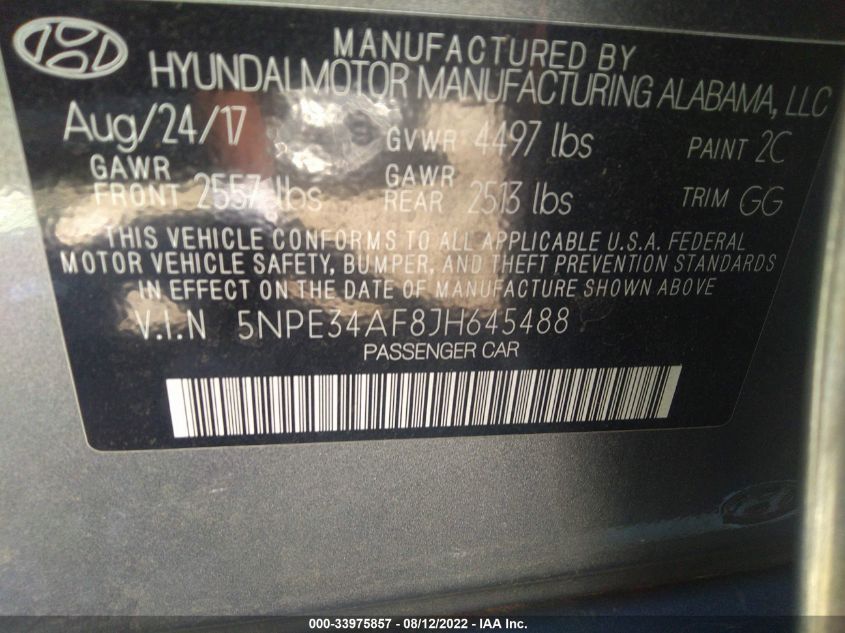 MANUFACTURED BY
HYUNDAI MOTOR MANUFACTURING ALABAMA, LLC
Aug/24/17 GVWR 4497 lbs PAINT 2C
GAWR FRONT 2557 lbs GAWR REAR 2513 lbs TRIM GG
THIS VEHICLE CONFORMS TO ALL APPLICABLE U.S.A. FEDERAL
MOTOR VEHICLE SAFETY, BUMPER, AND THEFT PREVENTION STANDARDS
IN EFFECT ON THE DATE OF MANUFACTURE SHOWN ABOVE
V.I.N 5NPE34AF8JH645488
PASSENGER CAR
000-33975857 - 08/12/2022 - IAA Inc.